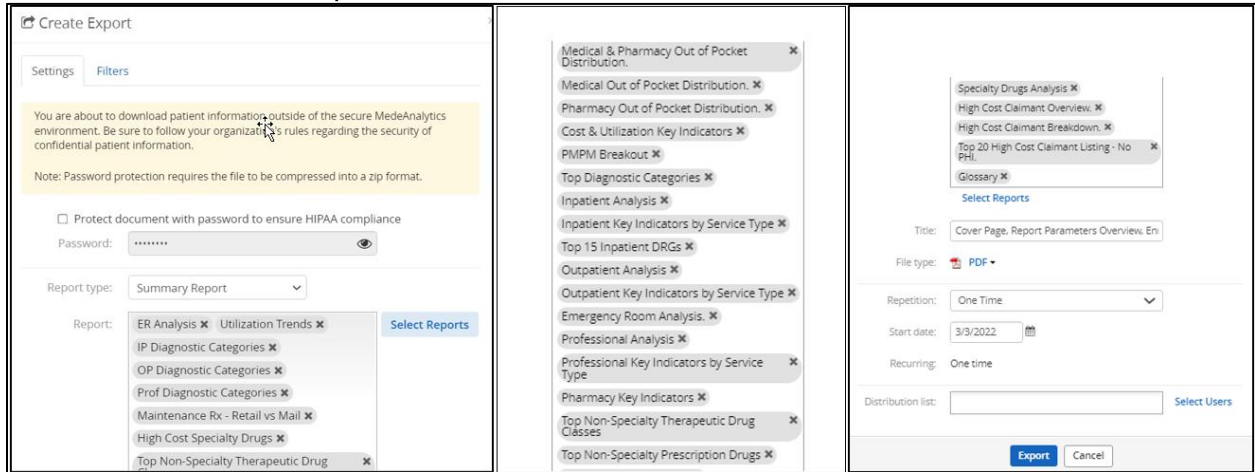 Create Export
Settings Filters
You are about to download patient information outside of the secure MedeAnalytics
environment. Be sure to follow your organization's rules regarding the security of
confidential patient information.
Note: Password protection requires the file to be compressed into a zip format.
Protect document with password to ensure HIPAA compliance
Password: ••••••••
Report type: Summary Report
Report: ER Analysis ✖ Utilization Trends ✖ Select Reports
IP Diagnostic Categories ✖
OP Diagnostic Categories ✖
Prof Diagnostic Categories ✖
Maintenance Rx - Retail vs Mail ✖
High Cost Specialty Drugs ✖
Top Non-Specialty Therapeutic Drug ✖
Medical & Pharmacy Out of Pocket ✖
Distribution.
Medical Out of Pocket Distribution. ✖
Pharmacy Out of Pocket Distribution. ✖
Cost & Utilization Key Indicators ✖
PMPM Breakout ✖
Top Diagnostic Categories ✖
Inpatient Analysis ✖
Inpatient Key Indicators by Service Type ✖
Top 15 Inpatient DRGs ✖
Outpatient Analysis ✖
Outpatient Key Indicators by Service Type ✖
Emergency Room Analysis. ✖
Professional Analysis ✖
Professional Key Indicators by Service ✖
Type
Pharmacy Key Indicators ✖
Top Non-Specialty Therapeutic Drug ✖
Classes
Top Non-Specialty Prescription Drugs ✖
Specialty Drugs Analysis ✖
High Cost Claimant Overview. ✖
High Cost Claimant Breakdown. ✖
Top 20 High Cost Claimant Listing - No ✖
PHI.
Glossary ✖
Select Reports
Title: Cover Page, Report Parameters Overview, En
File type: PDF
Repetition: One Time
Start date: 3/3/2022
Recurring: One time
Distribution list: Select Users
Export Cancel